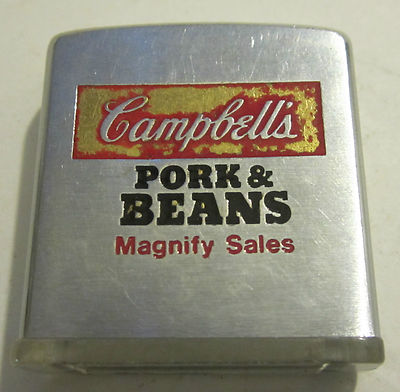 Campbell's
PORK &
BEANS
Magnify Sales